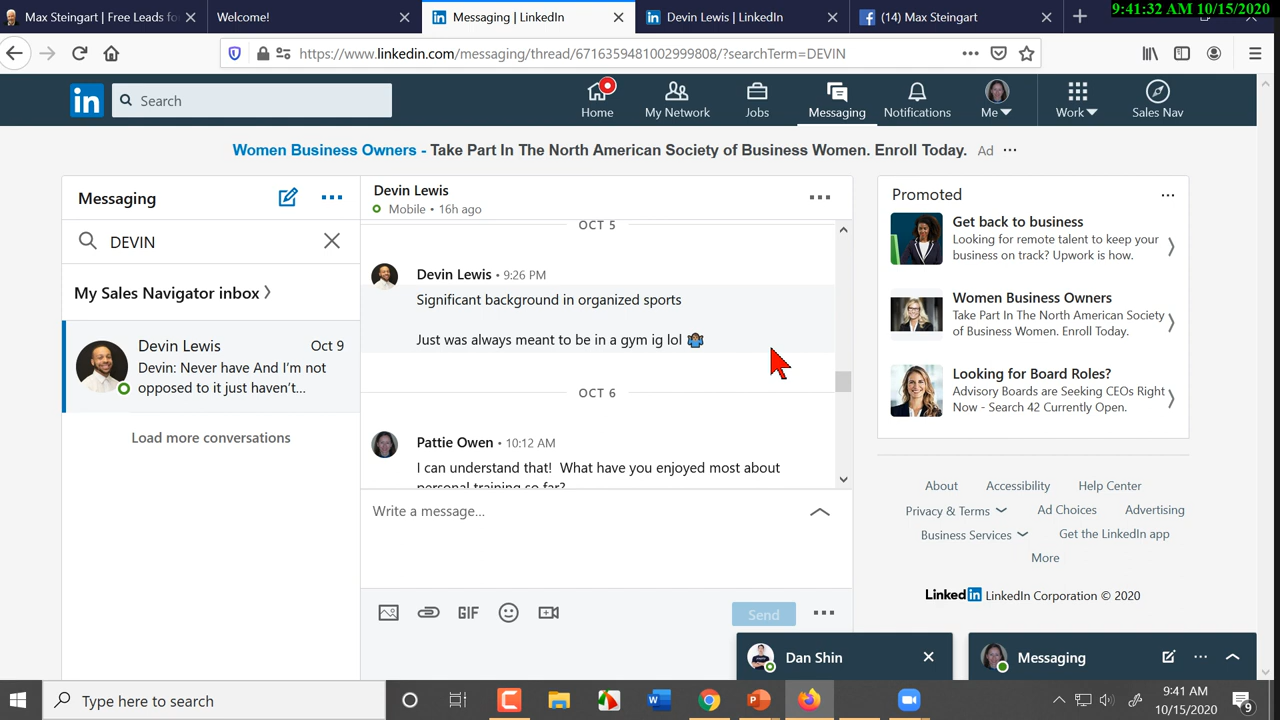 9:41:32 AM 10/15/2020
Max Steingart | Free Leads fo
Welcome!
Messaging | LinkedIn
Devin Lewis | LinkedIn
(14) Max Steingart
https://www.linkedin.com/messaging/thread/6716359481002999808/?searchTerm=DEVIN
in
Search
Home
My Network
Jobs
Messaging
Notifications
Me
Work
Sales Nav
Women Business Owners - Take Part In The North American Society of Business Women. Enroll Today. Ad
Messaging
DEVIN
My Sales Navigator inbox
Devin Lewis Oct 9
Devin: Never have And I'm not
opposed to it just haven't...
Load more conversations
Devin Lewis
Mobile • 16h ago
OCT 5
Devin Lewis • 9:26 PM
Significant background in organized sports
Just was always meant to be in a gym ig lol
OCT 6
Pattie Owen • 10:12 AM
I can understand that! What have you enjoyed most about
personal training so far?
Write a message...
GIF
Send
Promoted
Get back to business
Looking for remote talent to keep your
business on track? Upwork is how.
Women Business Owners
Take Part In The North American Society
of Business Women. Enroll Today.
Looking for Board Roles?
Advisory Boards are Seeking CEOs Right
Now - Search 42 Currently Open.
About Accessibility Help Center
Privacy & Terms Ad Choices Advertising
Business Services Get the LinkedIn app
More
LinkedIn LinkedIn Corporation © 2020
Dan Shin
Messaging
Type here to search
9:41 AM
10/15/2020
9